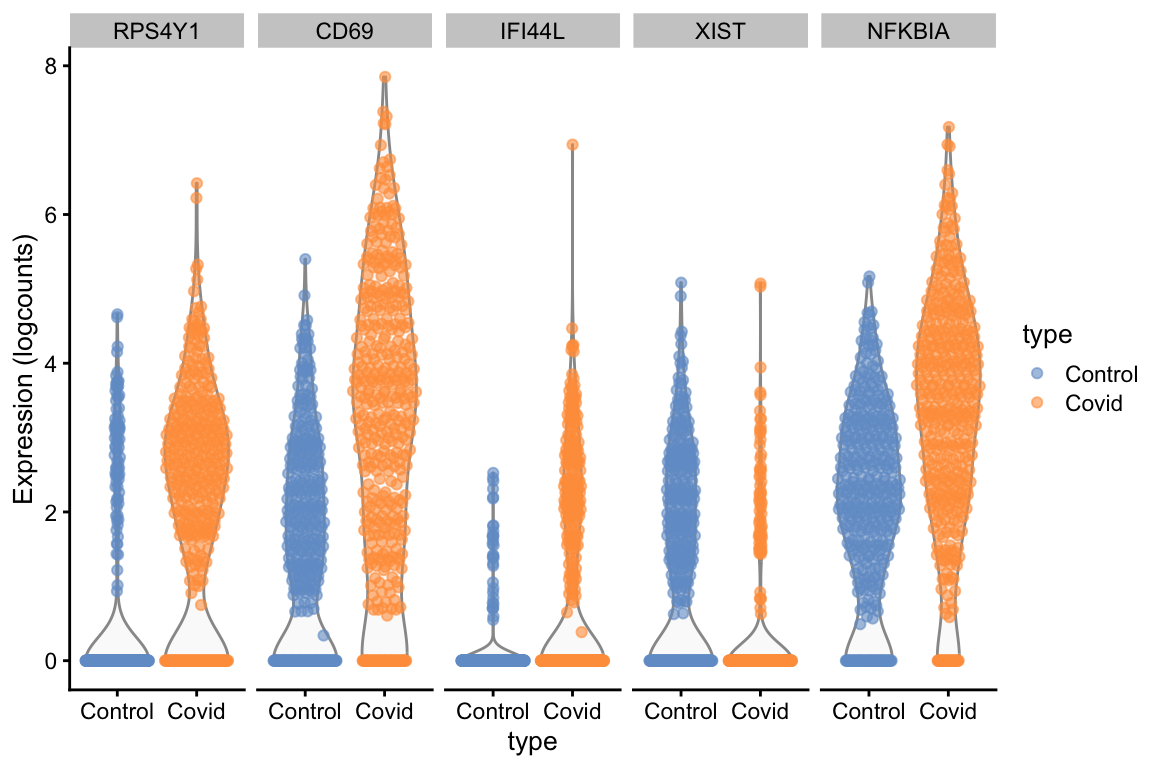 RPS4Y1 CD69 IFI44L XIST NFKBIA
8
6
4
2
0
Expression (logcounts)
Control Covid Control Covid Control Covid Control Covid Control Covid
type
type
Control
Covid